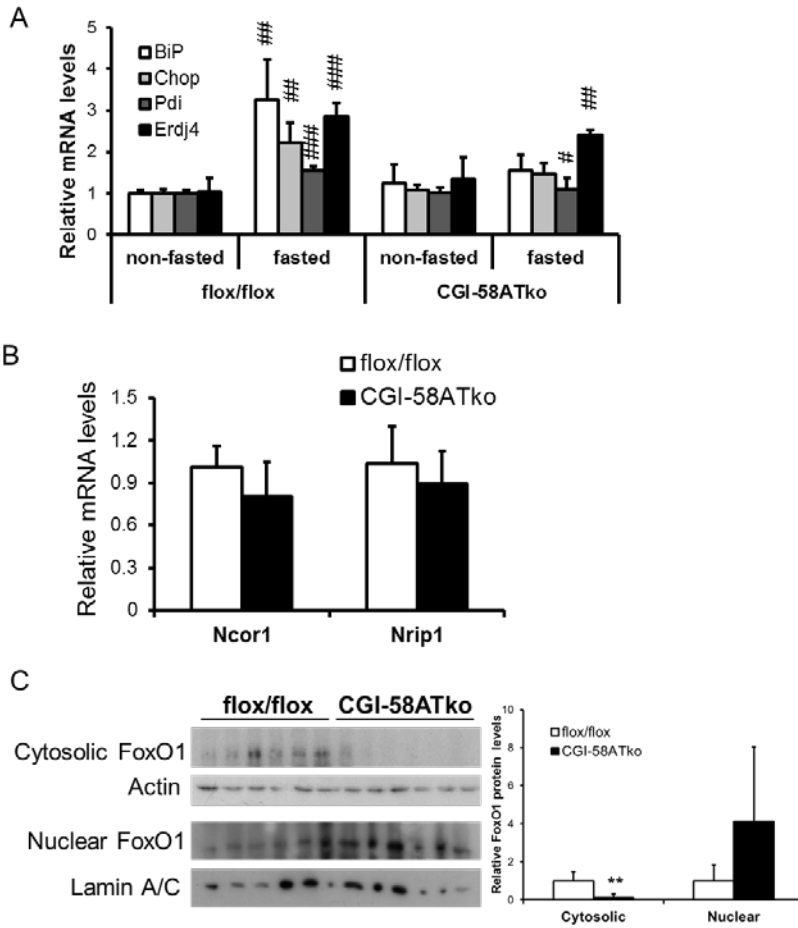 A
Relative mRNA levels
5
4
3
2
1
0
BiP
Chop
Pdi
Erdj4
##
##
###
###
#
##
non-fasted fasted non-fasted fasted
flox/flox CGI-58ATko
B
flox/flox
CGI-58ATko
Relative mRNA levels
1.5
1.2
0.9
0.6
0.3
0
Ncor1 Nrip1
C
flox/flox CGI-58ATko
Cytosolic FoxO1
Actin
Nuclear FoxO1
Lamin A/C
Relative FoxO1 protein levels
10
8
6
4
2
0
flox/flox
CGI-58ATko
**
Cytosolic Nuclear